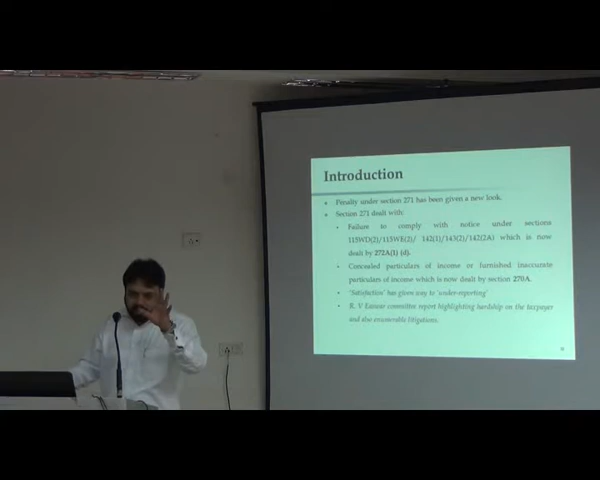 Introduction
Penalty under section 271 has been given a new look.
Section 271 dealt with
Failure to comply with notice under sections
115WD(2)/115WE(2)/ 142(1)/143(2)/142(2A) which is now
dealt by 272A(1) (d).
Concealed particulars of income or furnished inaccurate
particulars of income which is now dealt by section 270A.
'Satisfaction' has given way to 'under-reporting'
R. V Easwar committee report highlighting hardship on the taxpayer
and also enumerable litigations.